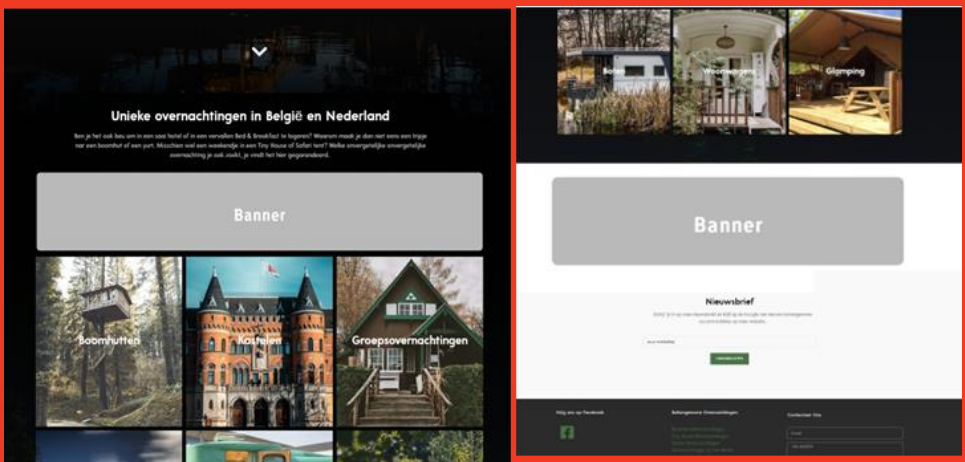 Unieke overnachtingen in België en Nederland
Ben je het ook beu om in een saai hotel of in een vervallen Bed & Breakfast te logeren? Waarom maak je dan niet eens een tripje
naar een boomhut of een yurt. Misschien wel een weekendje in een Tiny House of Safari tent? Welke onvergetelijke onvergetelijke
overnachting je ook zoekt, je vindt het hier gegarandeerd.
Banner
Boomhutten
Kastelen
Groepsovernachtingen
Boten
Woonwagens
Glamping
Banner
Nieuwsbrief
Volg ons op Facebook
Buitengewone Overnachtingen
Contacteer Ons